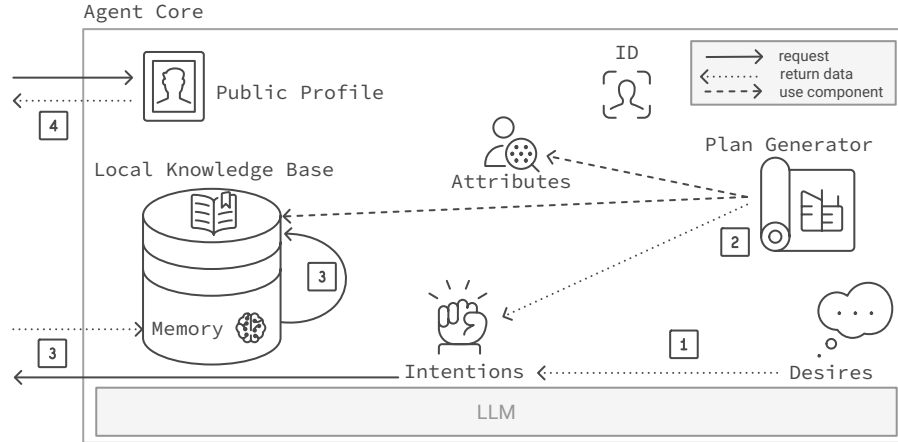 Agent Core
ID
request
return data
use component
Public Profile
4
Plan Generator
Attributes
Local Knowledge Base
2
3
Memory
3
1
Intentions
Desires
LLM